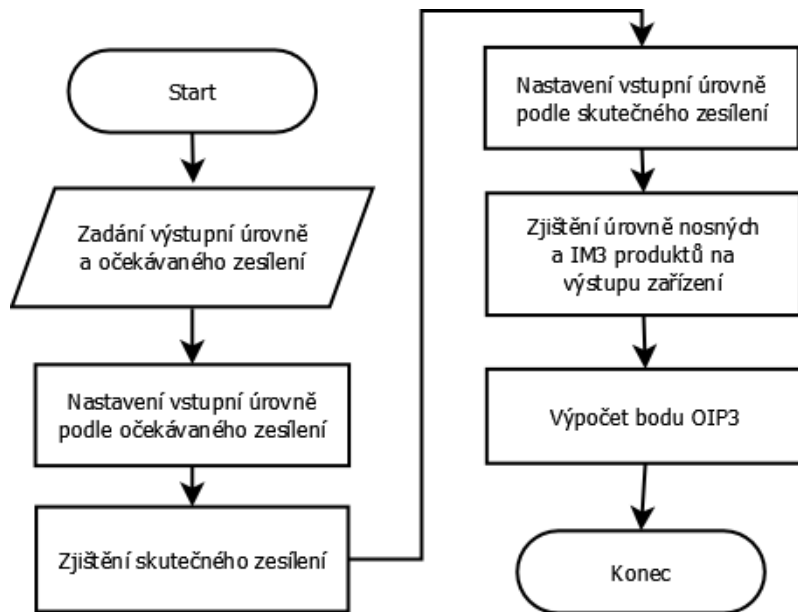 Start
Zadání výstupní úrovně
a očekávaného zesílení
Nastavení vstupní úrovně
podle očekávaného zesílení
Zjištění skutečného zesílení
Nastavení vstupní úrovně
podle skutečného zesílení
Zjištění úrovně nosných
a IM3 produktů na
výstupu zařízení
Výpočet bodu OIP3
Konec